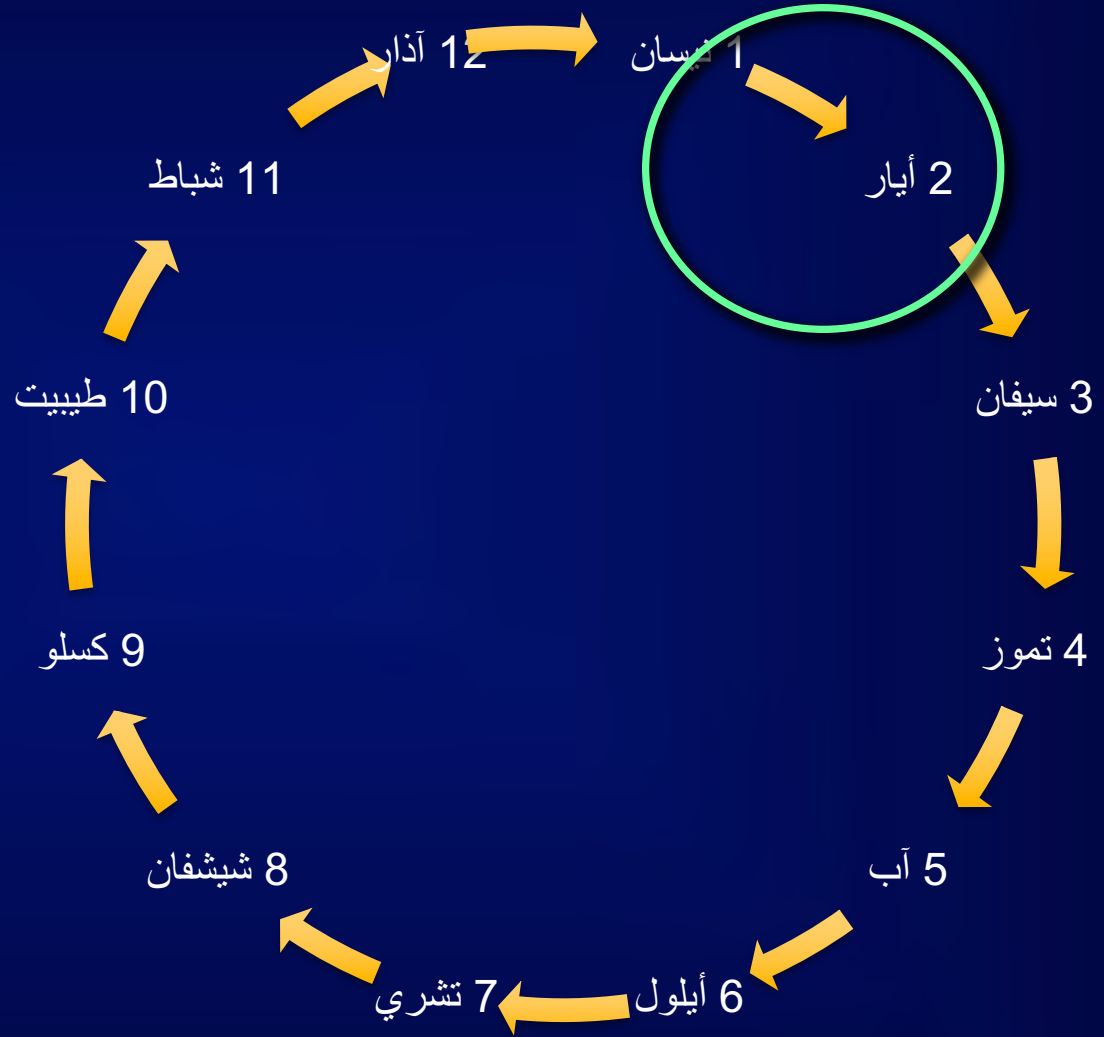 1 نيسان
2 أيار
3 سيفان
4 تموز
5 آب
6 أيلول
7 تشري
8 شيشفان
9 كسلو
10 طيبيت
11 شباط
12 آذار